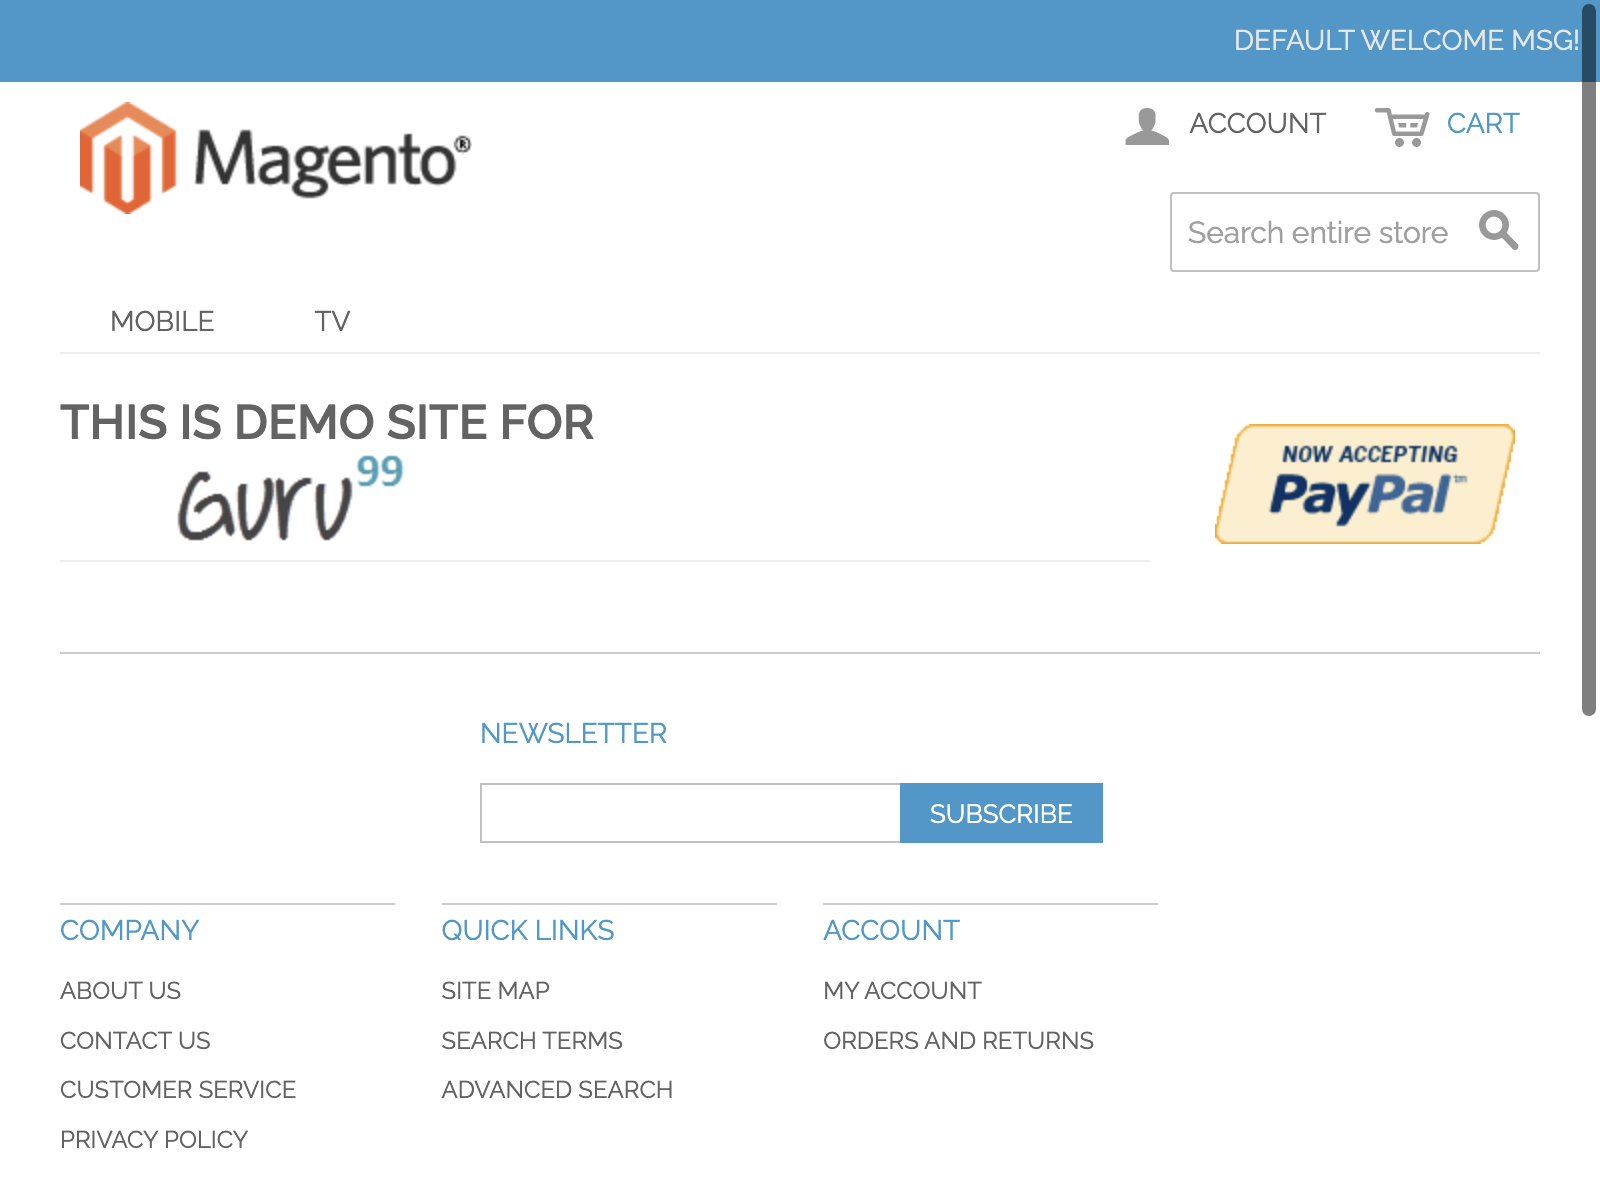 DEFAULT WELCOME MSG!
Magento®
ACCOUNT
CART
Search entire store
MOBILE
TV
THIS IS DEMO SITE FOR
Guru99
NOW ACCEPTING
PayPal™
NEWSLETTER
SUBSCRIBE
COMPANY
ABOUT US
CONTACT US
CUSTOMER SERVICE
PRIVACY POLICY
QUICK LINKS
SITE MAP
SEARCH TERMS
ADVANCED SEARCH
ACCOUNT
MY ACCOUNT
ORDERS AND RETURNS